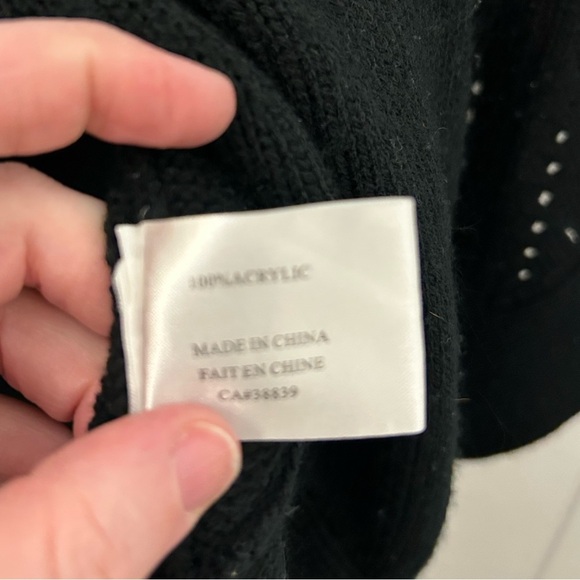 100%ACRYLIC
MADE IN CHINA
FAIT EN CHINE
CA#38839